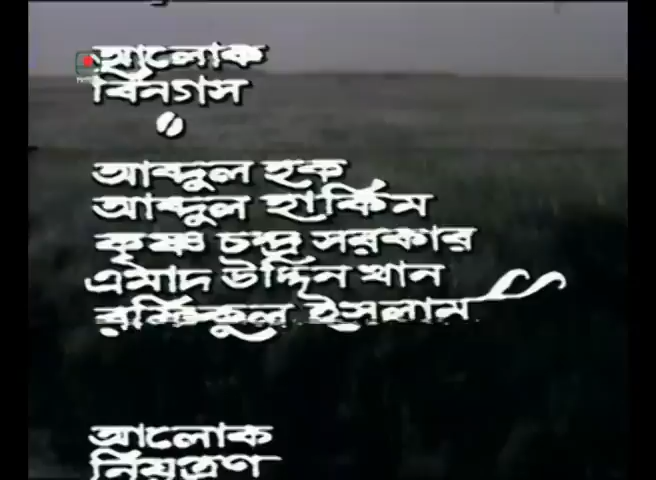 আলোক
বিন্যাস
আব্দুল হক
আব্দুল হাকিম
কৃষ্ণ চন্দ্র সরকার
এমাদ উদ্দিন খান
রফিকুল ইসলাম
আলোক
নিয়ন্ত্রণ